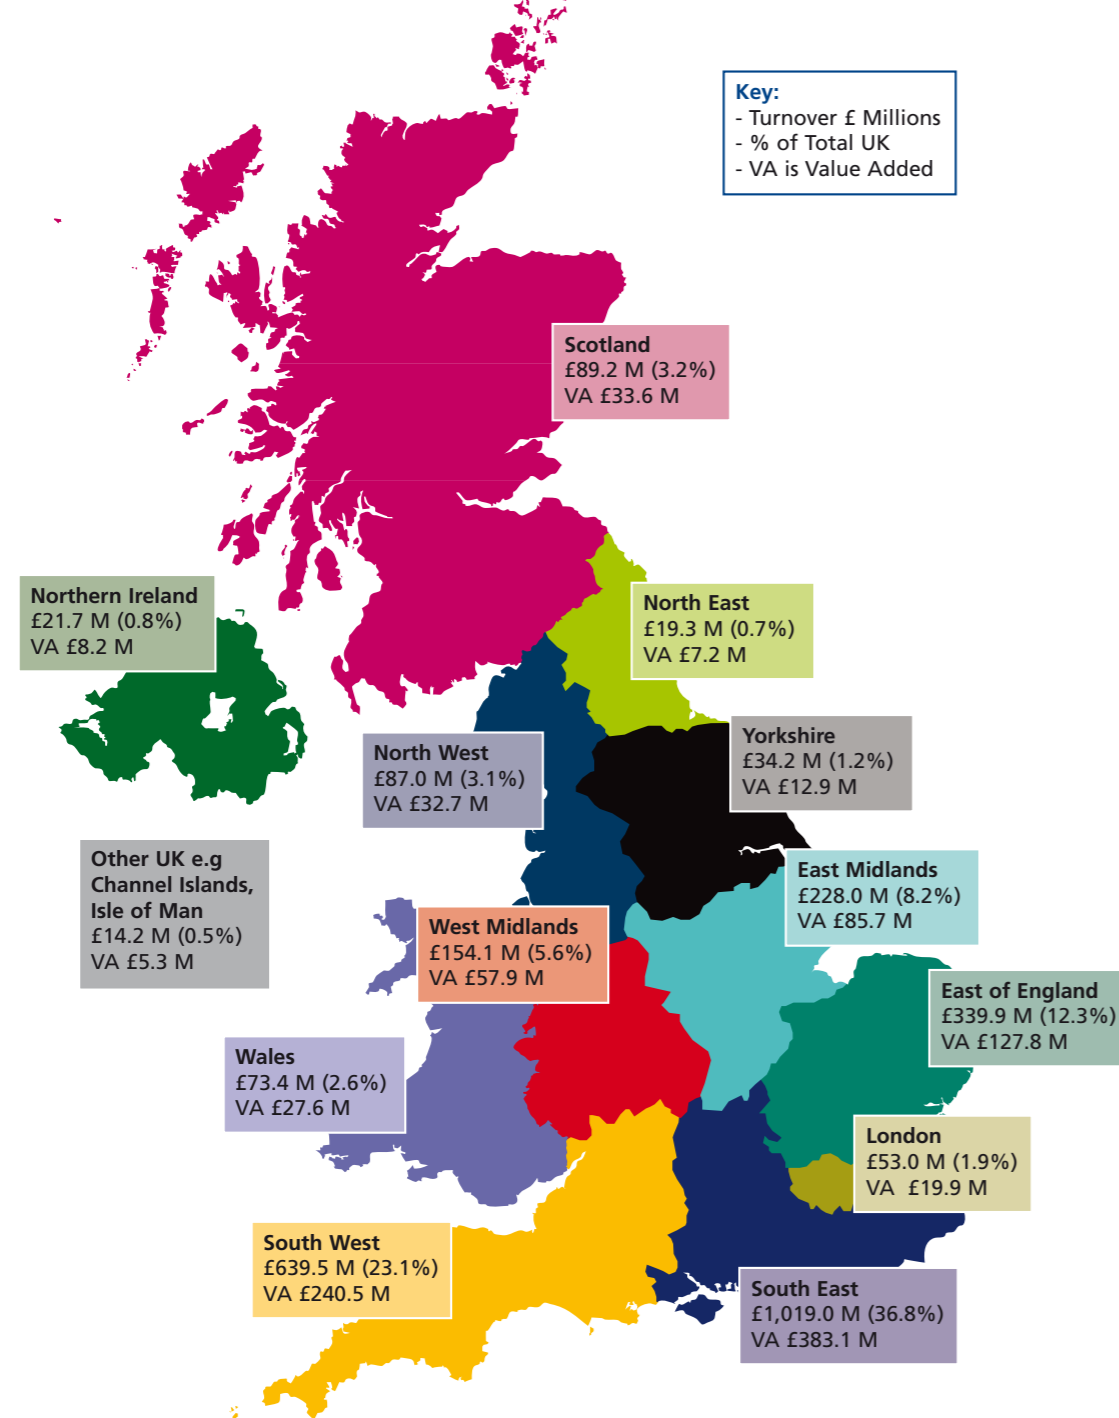 Key:
- Turnover £ Millions
- % of Total UK
- VA is Value Added
Scotland
£89.2 M (3.2%)
VA £33.6 M
Northern Ireland
£21.7 M (0.8%)
VA £8.2 M
North East
£19.3 M (0.7%)
VA £7.2 M
North West
£87.0 M (3.1%)
VA £32.7 M
Yorkshire
£34.2 M (1.2%)
VA £12.9 M
Other UK e.g
Channel Islands,
Isle of Man
£14.2 M (0.5%)
VA £5.3 M
East Midlands
£228.0 M (8.2%)
VA £85.7 M
West Midlands
£154.1 M (5.6%)
VA £57.9 M
East of England
£339.9 M (12.3%)
VA £127.8 M
Wales
£73.4 M (2.6%)
VA £27.6 M
London
£53.0 M (1.9%)
VA £19.9 M
South West
£639.5 M (23.1%)
VA £240.5 M
South East
£1,019.0 M (36.8%)
VA £383.1 M